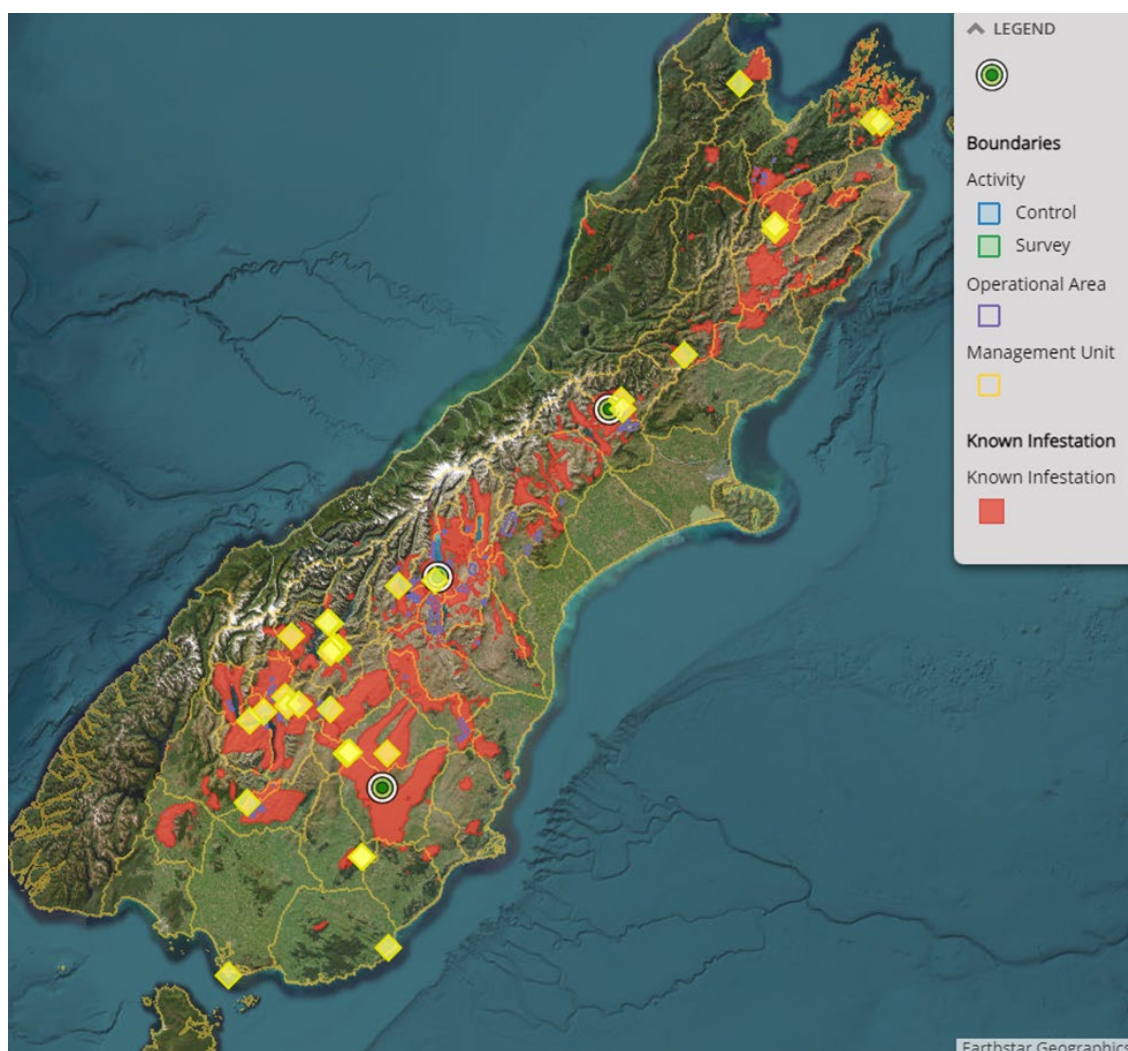 LEGEND
Boundaries
Activity
Control
Survey
Operational Area
Management Unit
Known Infestation
Known Infestation
Earthstar Geographics